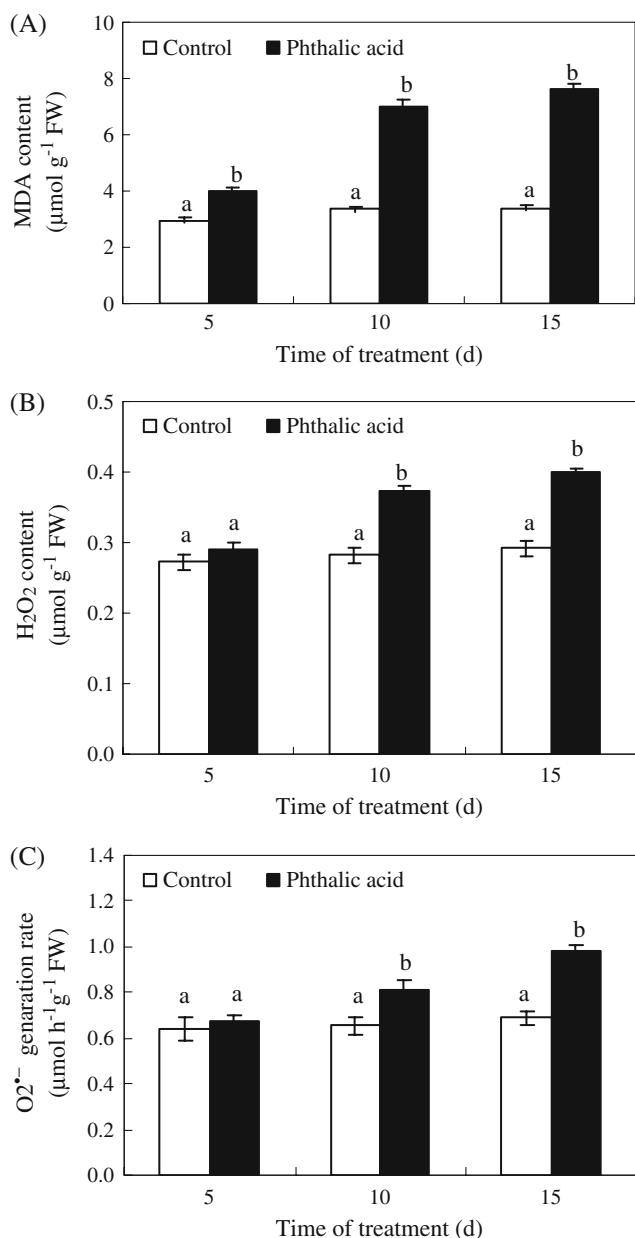 (A)
10
Control Phthalic acid
b
b
8
6
b
a
a
a
4
2
0
MDA content
(μmol g⁻¹ FW)
5 10 15
Time of treatment (d)
(B)
0.5
Control Phthalic acid
b
b
0.4
a a a a
0.3
0.2
0.1
0.0
H₂O₂ content
(μmol g⁻¹ FW)
5 10 15
Time of treatment (d)
(C)
1.4
Control Phthalic acid
1.2
b
1.0
b
a a a a
0.8
0.6
0.4
0.2
0.0
O2•− genaration rate
(μmol h⁻¹g⁻¹ FW)
5 10 15
Time of treatment (d)